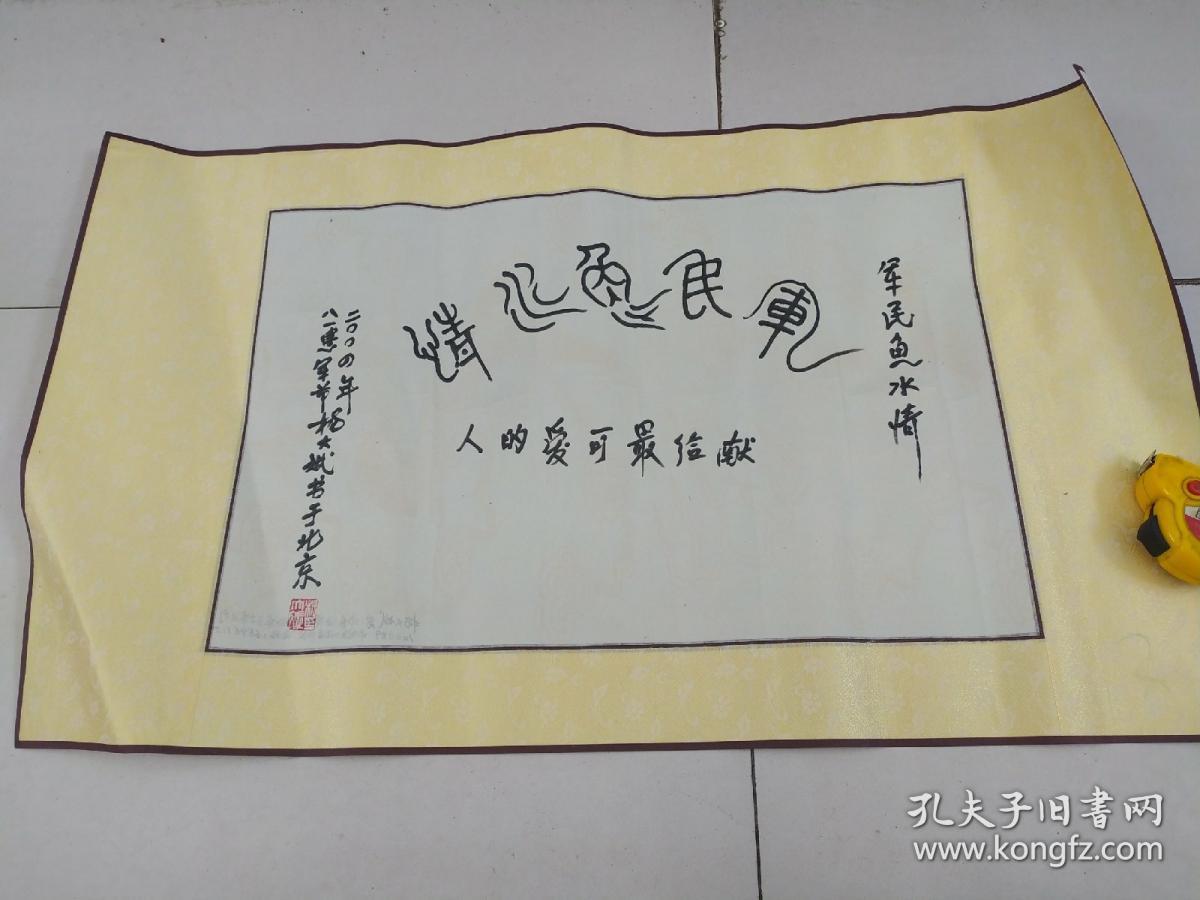 军民鱼水情
軍民魚水情
献给最可爱的人
二〇〇四年
八一建军节杨大斌书于北京
孔夫子旧书网
www.kongfz.com